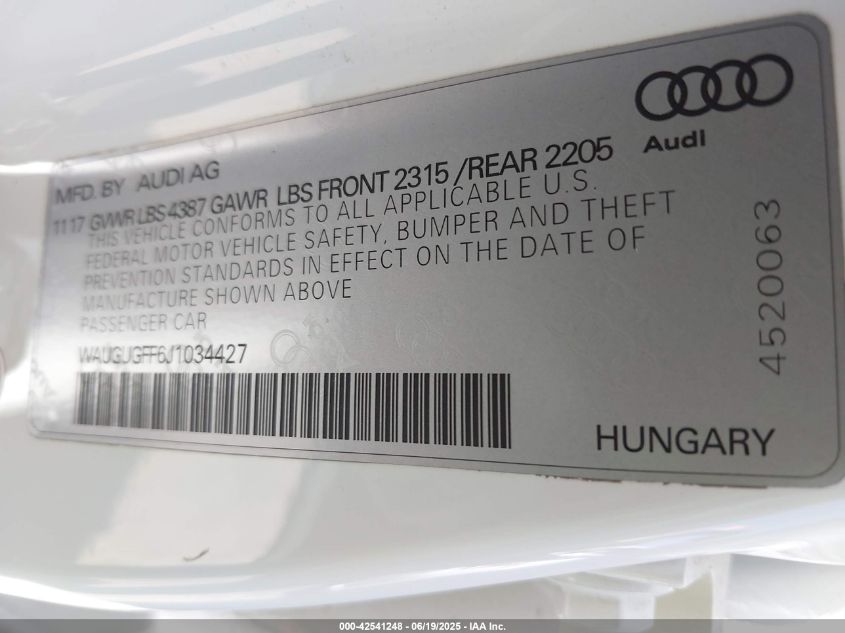 Audi
MFD. BY AUDI AG
11 17 GVWR LBS 4387 GAWR LBS FRONT 2315 /REAR 2205
THIS VEHICLE CONFORMS TO ALL APPLICABLE U.S.
FEDERAL MOTOR VEHICLE SAFETY, BUMPER AND THEFT
PREVENTION STANDARDS IN EFFECT ON THE DATE OF
MANUFACTURE SHOWN ABOVE
PASSENGER CAR
WAUGUGFF6J1034427
4520063
HUNGARY
000-42541248 - 06/19/2025 - IAA Inc.